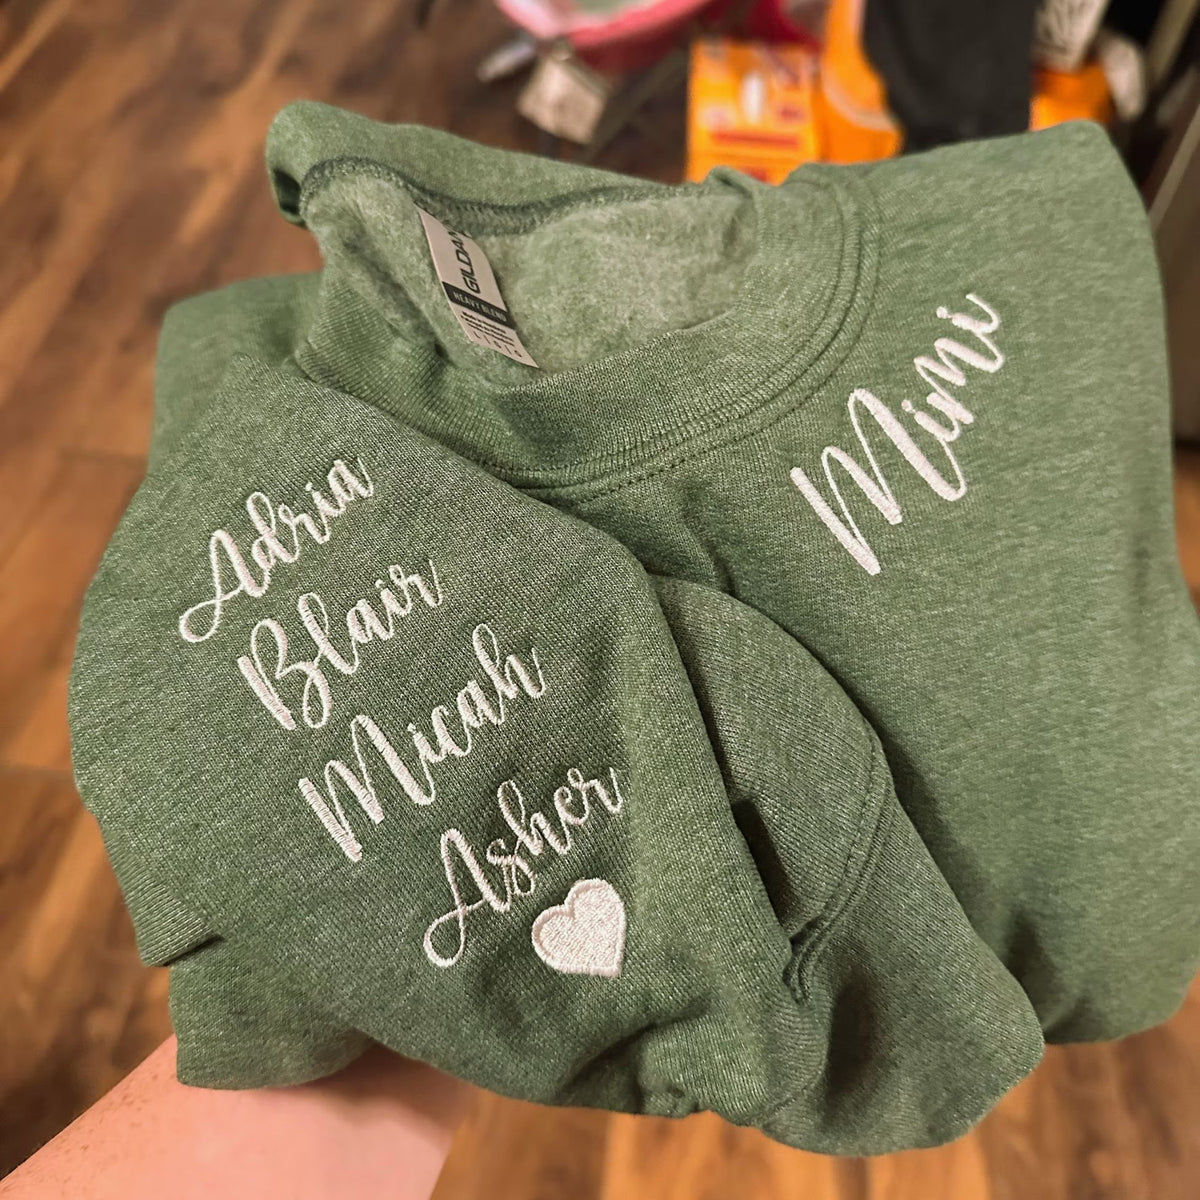 GILDAN
HEAVY BLEND
Mimi
Adria
Blair
Micah
Asher